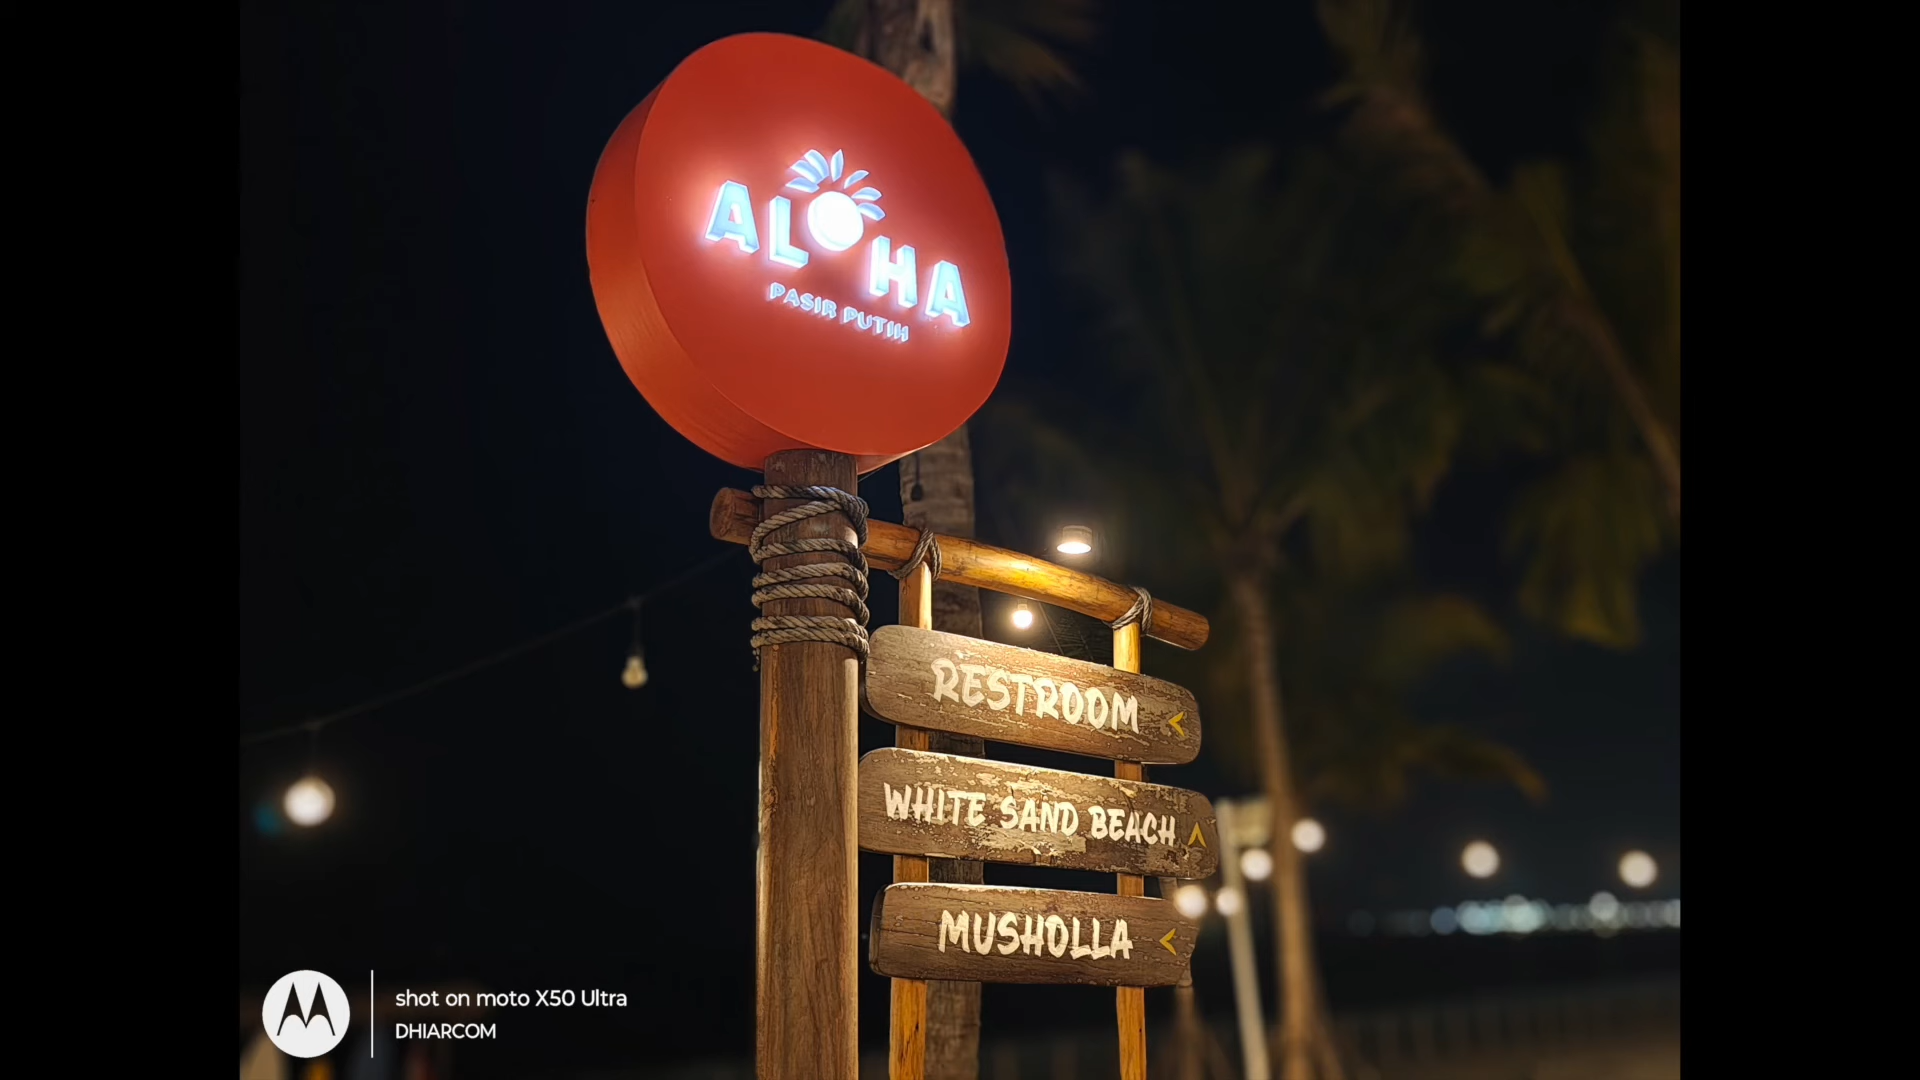 ALOHA
PASIR PUTIH
RESTROOM <
WHITE SAND BEACH ^
MUSHOLLA <
shot on moto X50 Ultra
DHIARCOM